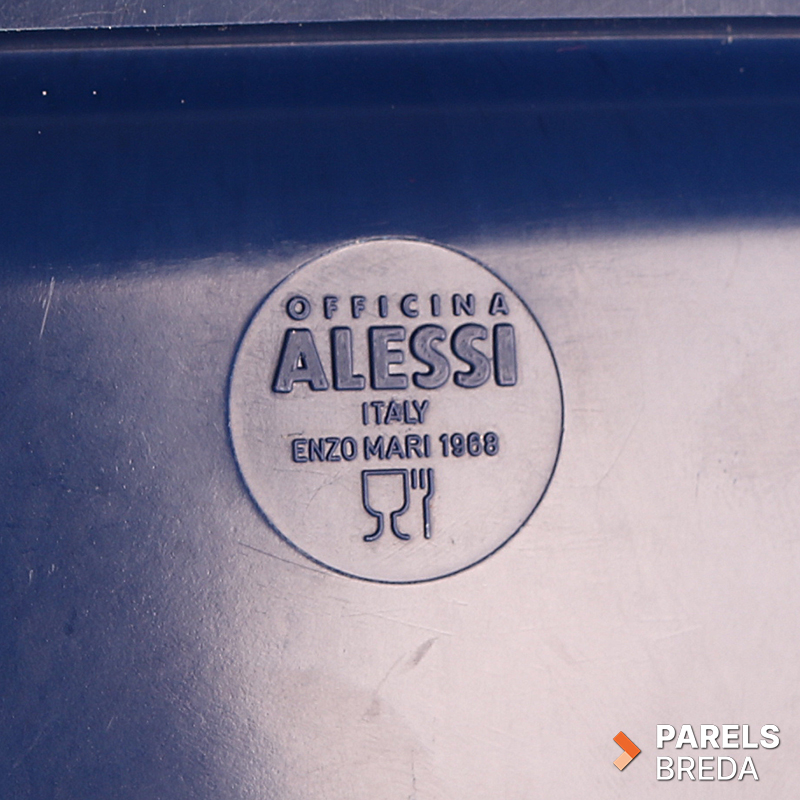 OFFICINA
ALESSI
ITALY
ENZO MARI 1968
PARELS
BREDA